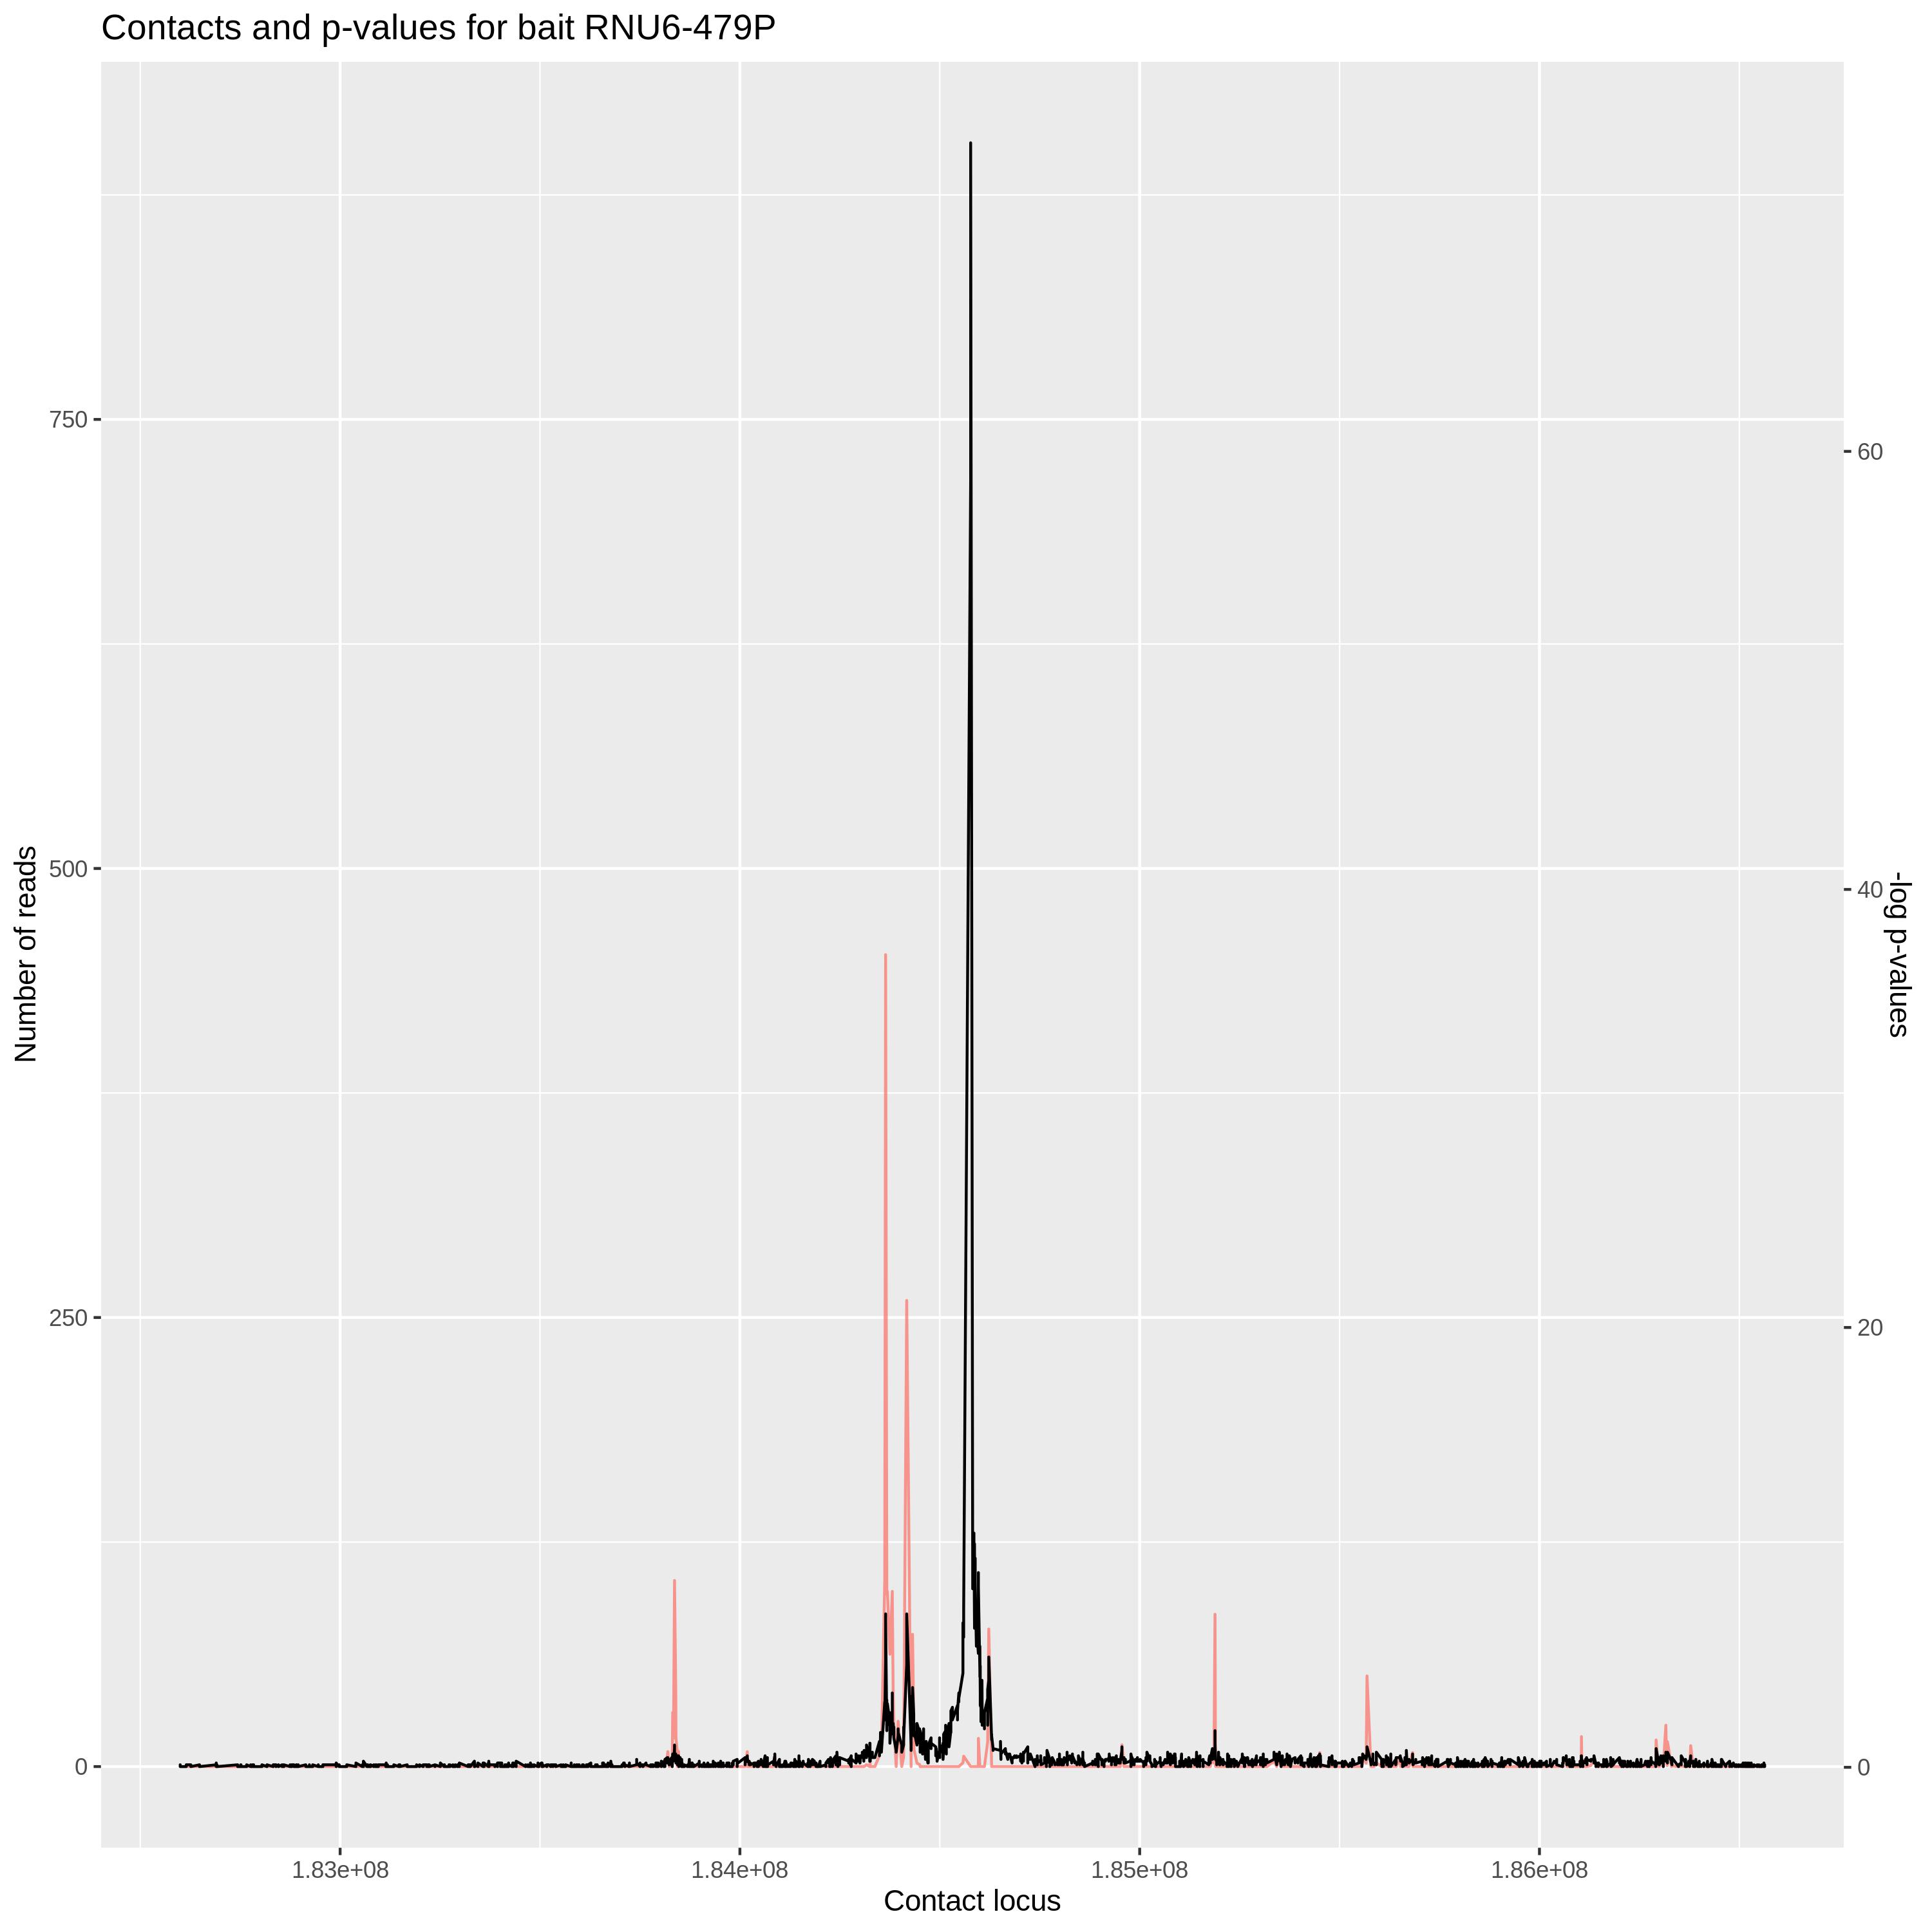 Contacts and p-values for bait RNU6-479P
Number of reads
750
500
250
0
60
40
20
0
-log p-values
1.83e+08 1.84e+08 1.85e+08 1.86e+08
Contact locus